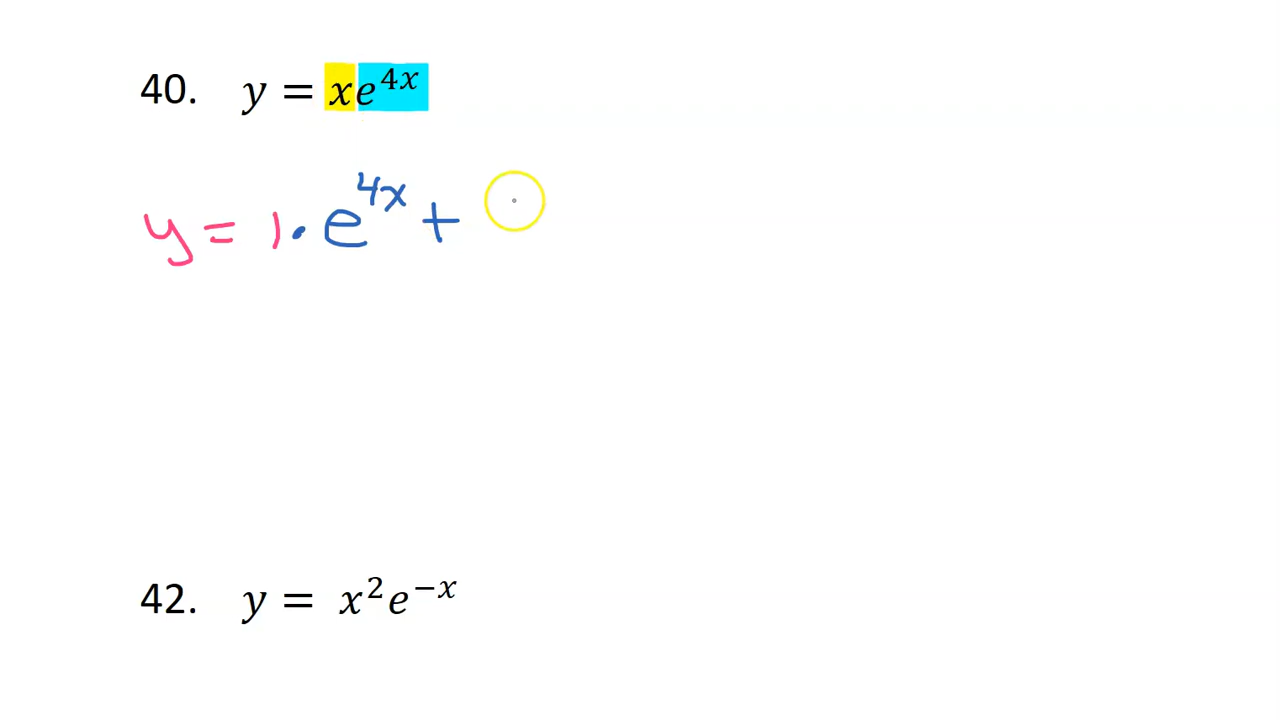 40. y = xe^{4x}
y = 1 · e^{4x} +
42. y = x^2e^{-x}